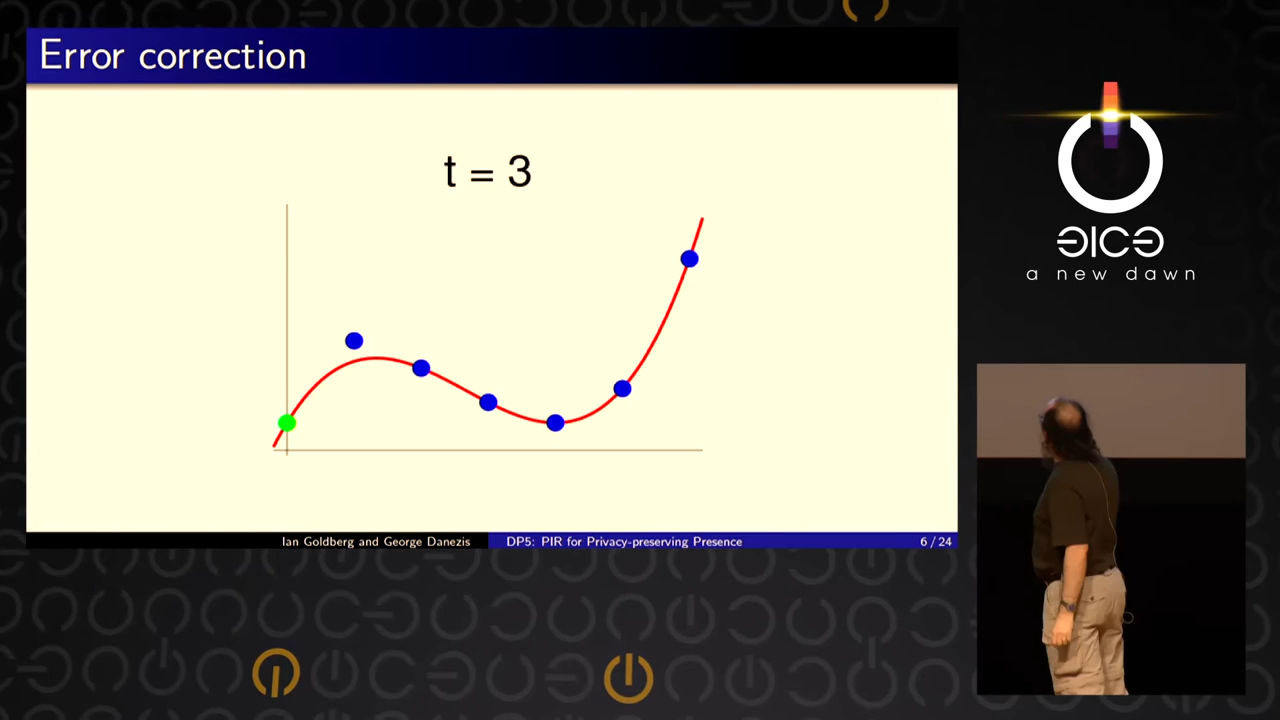 Error correction
t = 3
Ian Goldberg and George Danezis
DP5: PIR for Privacy-preserving Presence
6 / 24
a new dawn